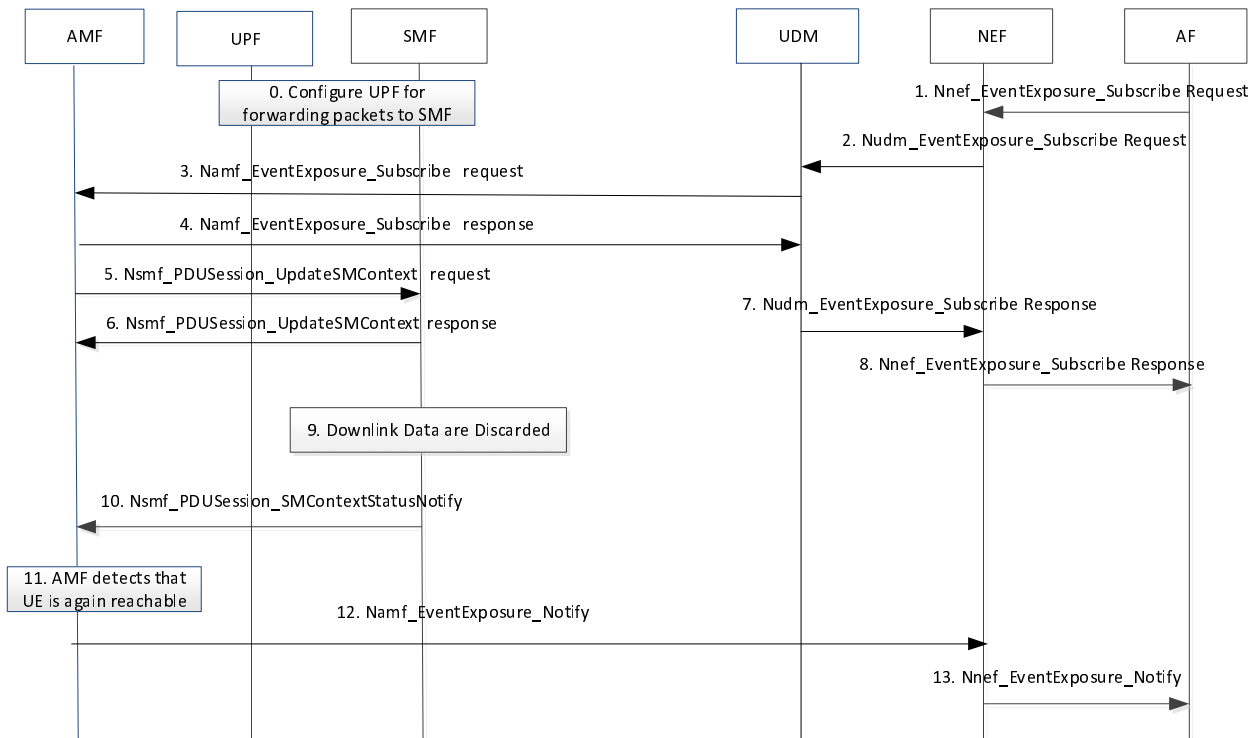 AMF
UPF
SMF
UDM
NEF
AF
0. Configure UPF for
forwarding packets to SMF
1. Nnef_EventExposure_Subscribe Request
2. Nudm_EventExposure_Subscribe Request
3. Namf_EventExposure_Subscribe request
4. Namf_EventExposure_Subscribe response
5. Nsmf_PDUSession_UpdateSMContext request
6. Nsmf_PDUSession_UpdateSMContext response
7. Nudm_EventExposure_Subscribe Response
8. Nnef_EventExposure_Subscribe Response
9. Downlink Data are Discarded
10. Nsmf_PDUSession_SMContextStatusNotify
11. AMF detects that
UE is again reachable
12. Namf_EventExposure_Notify
13. Nnef_EventExposure_Notify